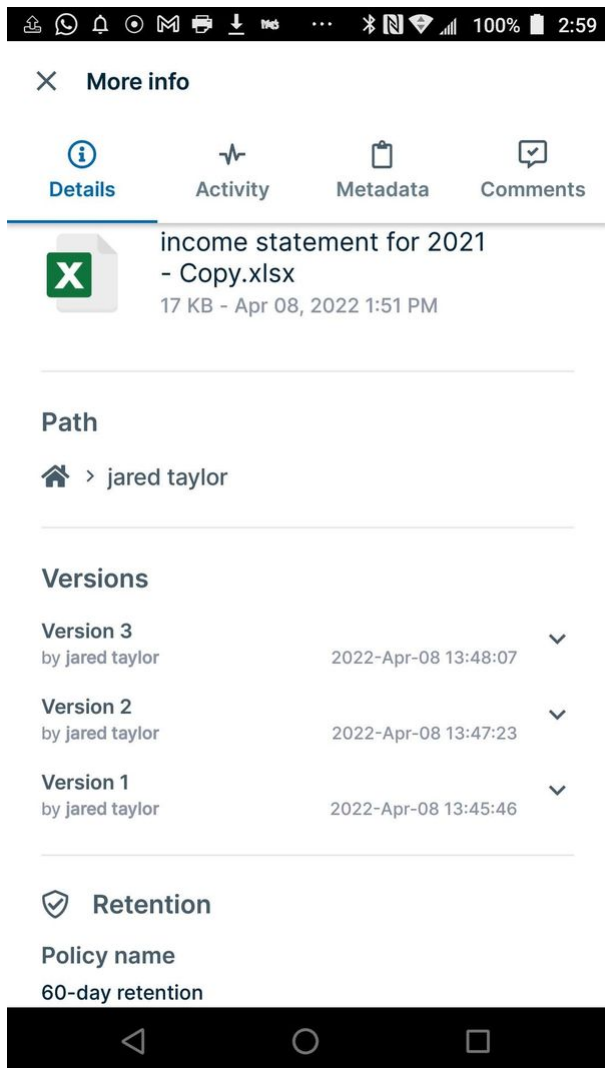 100% 2:59
More info
Details Activity Metadata Comments
income statement for 2021
- Copy.xlsx
17 KB - Apr 08, 2022 1:51 PM
Path
> jared taylor
Versions
Version 3
by jared taylor 2022-Apr-08 13:48:07
Version 2
by jared taylor 2022-Apr-08 13:47:23
Version 1
by jared taylor 2022-Apr-08 13:45:46
Retention
Policy name
60-day retention